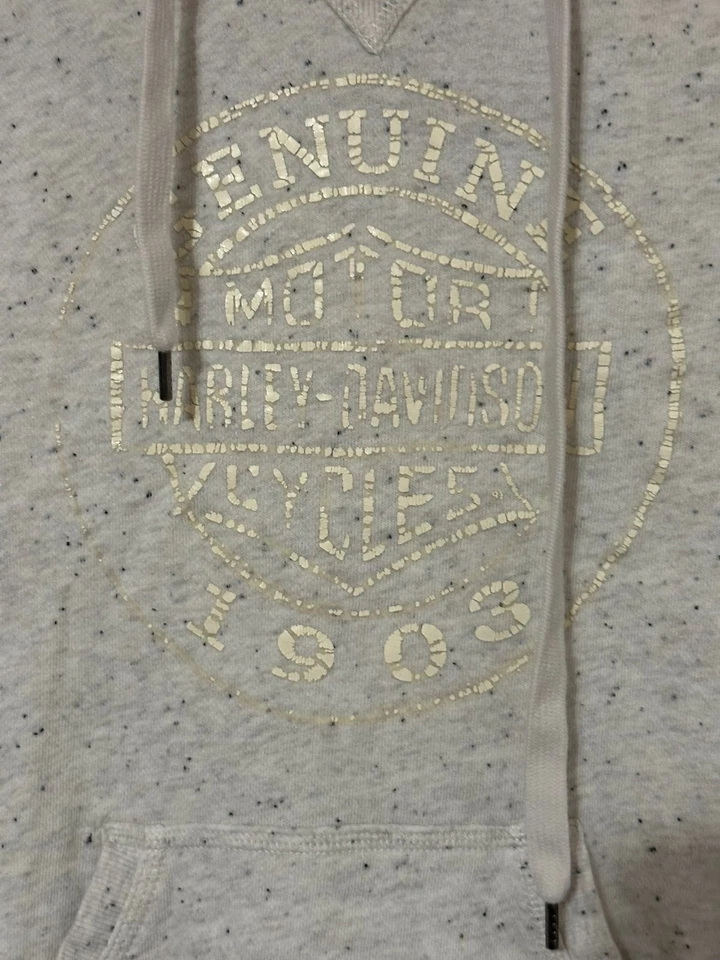 GENUINE
MOTOR
HARLEY-DAVIDSON
CYCLES
1903